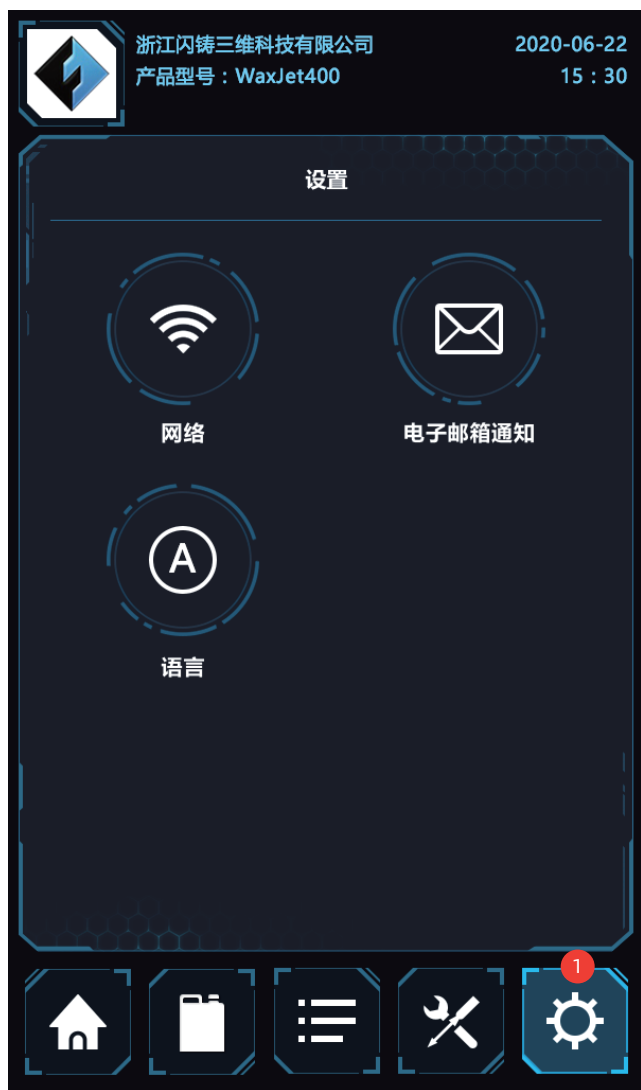 浙江闪铸三维科技有限公司
2020-06-22
产品型号：WaxJet400
15：30
设置
网络
电子邮箱通知
A
语言
1